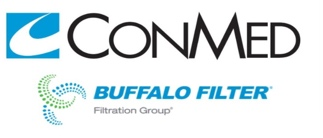 CONMED
BUFFALO FILTER®
Filtration Group®